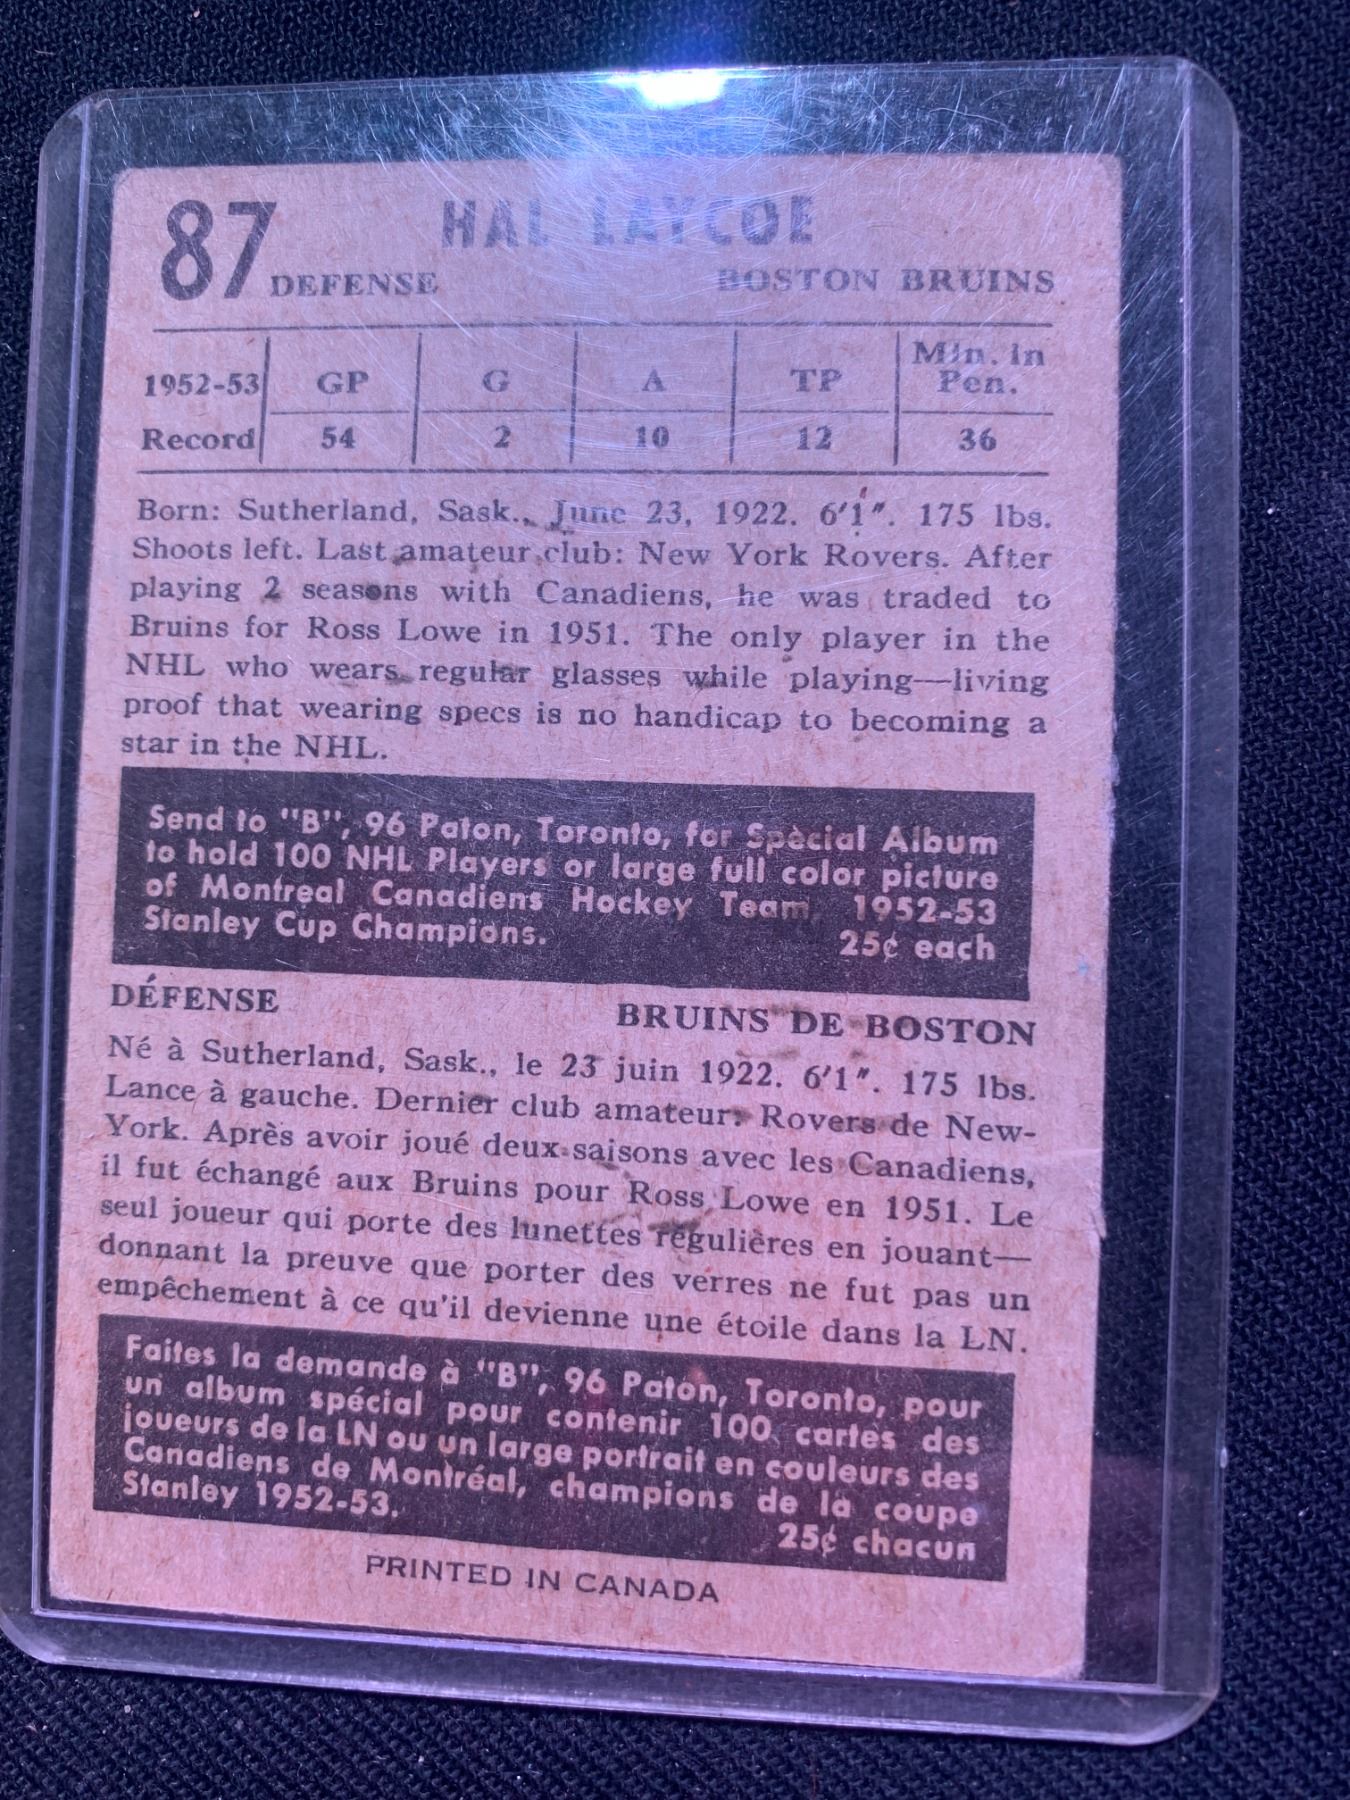 87 HAL LAYCOE
DEFENSE BOSTON BRUINS
1952-53 GP G A TP Min. in Pen.
Record 54 2 10 12 36
Born: Sutherland, Sask., June 23, 1922. 6'1". 175 lbs.
Shoots left. Last amateur club: New York Rovers. After
playing 2 seasons with Canadiens, he was traded to
Bruins for Ross Lowe in 1951. The only player in the
NHL who wears regular glasses while playing—living
proof that wearing specs is no handicap to becoming a
star in the NHL.
Send to "B", 96 Paton, Toronto, for Special Album
to hold 100 NHL Players or large full color picture
of Montreal Canadiens Hockey Team, 1952-53
Stanley Cup Champions. 25¢ each
DÉFENSE BRUINS DE BOSTON
Né à Sutherland, Sask., le 23 juin 1922. 6'1". 175 lbs.
Lance à gauche. Dernier club amateur: Rovers de New-
York. Après avoir joué deux saisons avec les Canadiens,
il fut échangé aux Bruins pour Ross Lowe en 1951. Le
seul joueur qui porte des lunettes régulières en jouant—
donnant la preuve que porter des verres ne fut pas un
empêchement à ce qu'il devienne une étoile dans la LN.
Faites la demande à "B", 96 Paton, Toronto, pour
un album spécial pour contenir 100 cartes des
joueurs de la LN ou un large portrait en couleurs des
Canadiens de Montréal, champions de la coupe
Stanley 1952-53. 25¢ chacun
PRINTED IN CANADA